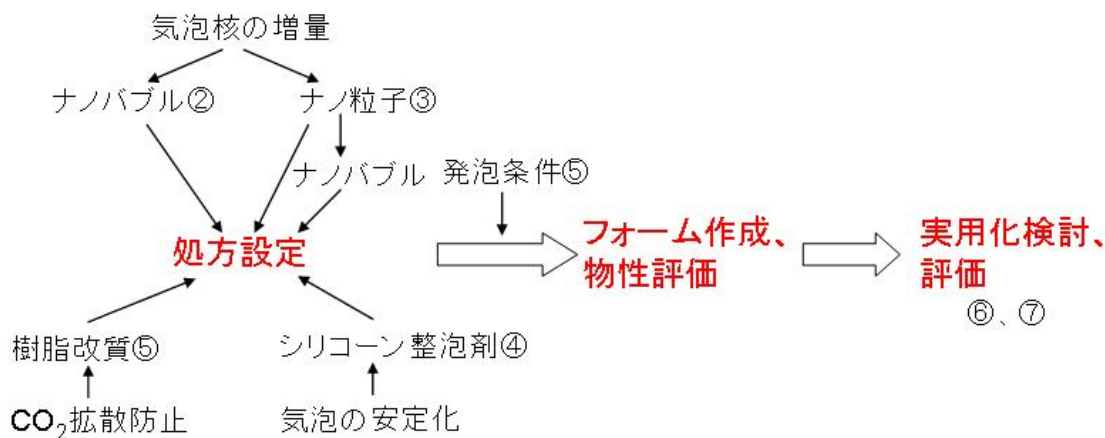 気泡核の増量
ナノバブル②
ナノ粒子③
ナノバブル
発泡条件⑤
処方設定
フォーム作成、
物性評価
実用化検討、
評価
⑥、⑦
樹脂改質⑤
シリコーン整泡剤④
CO₂拡散防止
気泡の安定化